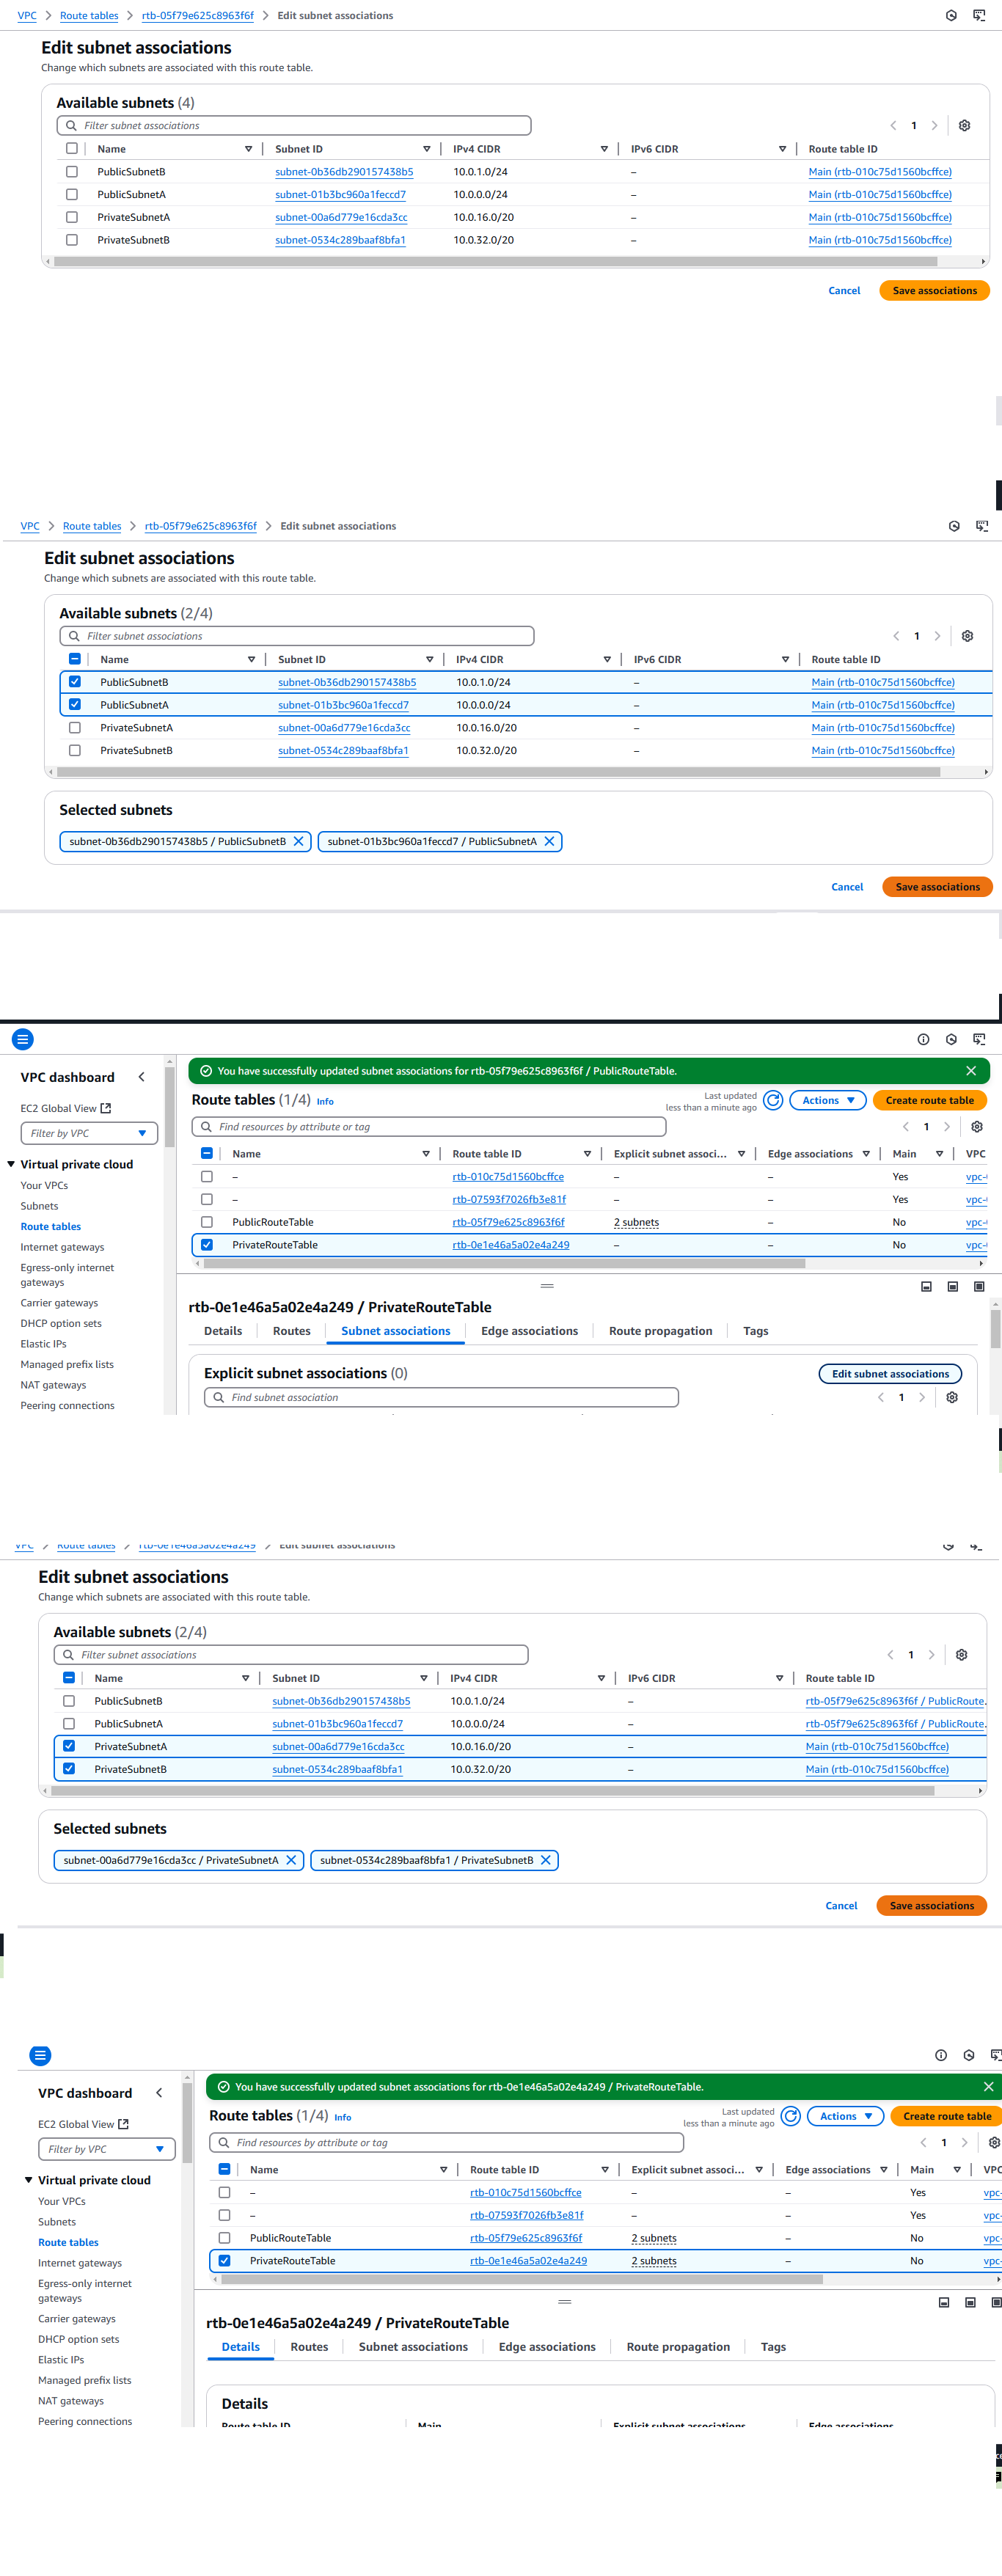 VPC > Route tables > rtb-05f79e625c8963f6f > Edit subnet associations
Edit subnet associations
Change which subnets are associated with this route table.
Available subnets (4)
Filter subnet associations
1
Name Subnet ID IPv4 CIDR IPv6 CIDR Route table ID
PublicSubnetB subnet-0b36db290157438b5 10.0.1.0/24 – Main (rtb-010c75d1560bcffce)
PublicSubnetA subnet-01b3bc960a1feccd7 10.0.0.0/24 – Main (rtb-010c75d1560bcffce)
PrivateSubnetA subnet-00a6d779e16cda3cc 10.0.16.0/20 – Main (rtb-010c75d1560bcffce)
PrivateSubnetB subnet-0534c289baaf8bfa1 10.0.32.0/20 – Main (rtb-010c75d1560bcffce)
Cancel Save associations
VPC > Route tables > rtb-05f79e625c8963f6f > Edit subnet associations
Edit subnet associations
Change which subnets are associated with this route table.
Available subnets (2/4)
Filter subnet associations
1
Name Subnet ID IPv4 CIDR IPv6 CIDR Route table ID
PublicSubnetB subnet-0b36db290157438b5 10.0.1.0/24 – Main (rtb-010c75d1560bcffce)
PublicSubnetA subnet-01b3bc960a1feccd7 10.0.0.0/24 – Main (rtb-010c75d1560bcffce)
PrivateSubnetA subnet-00a6d779e16cda3cc 10.0.16.0/20 – Main (rtb-010c75d1560bcffce)
PrivateSubnetB subnet-0534c289baaf8bfa1 10.0.32.0/20 – Main (rtb-010c75d1560bcffce)
Selected subnets
subnet-0b36db290157438b5 / PublicSubnetB subnet-01b3bc960a1feccd7 / PublicSubnetA
Cancel Save associations
VPC dashboard
EC2 Global View
Filter by VPC
Virtual private cloud
Your VPCs
Subnets
Route tables
Internet gateways
Egress-only internet
gateways
Carrier gateways
DHCP option sets
Elastic IPs
Managed prefix lists
NAT gateways
Peering connections
You have successfully updated subnet associations for rtb-05f79e625c8963f6f / PublicRouteTable.
Route tables (1/4) Info
Last updated
less than a minute ago
Actions Create route table
Find resources by attribute or tag
1
Name Route table ID Explicit subnet associ... Edge associations Main VPC
– rtb-010c75d1560bcffce – – Yes vpc-
– rtb-07593f7026fb3e81f – – Yes vpc-
PublicRouteTable rtb-05f79e625c8963f6f 2 subnets – No vpc-
PrivateRouteTable rtb-0e1e46a5a02e4a249 – – No vpc-
rtb-0e1e46a5a02e4a249 / PrivateRouteTable
Details Routes Subnet associations Edge associations Route propagation Tags
Explicit subnet associations (0)
Edit subnet associations
Find subnet association
1
VPC / Route tables / rtb-0e1e46a5a02e4a249 / Edit subnet associations
Edit subnet associations
Change which subnets are associated with this route table.
Available subnets (2/4)
Filter subnet associations
1
Name Subnet ID IPv4 CIDR IPv6 CIDR Route table ID
PublicSubnetB subnet-0b36db290157438b5 10.0.1.0/24 – rtb-05f79e625c8963f6f / PublicRoute.
PublicSubnetA subnet-01b3bc960a1feccd7 10.0.0.0/24 – rtb-05f79e625c8963f6f / PublicRoute.
PrivateSubnetA subnet-00a6d779e16cda3cc 10.0.16.0/20 – Main (rtb-010c75d1560bcffce)
PrivateSubnetB subnet-0534c289baaf8bfa1 10.0.32.0/20 – Main (rtb-010c75d1560bcffce)
Selected subnets
subnet-00a6d779e16cda3cc / PrivateSubnetA subnet-0534c289baaf8bfa1 / PrivateSubnetB
Cancel Save associations
VPC dashboard
EC2 Global View
Filter by VPC
Virtual private cloud
Your VPCs
Subnets
Route tables
Internet gateways
Egress-only internet
gateways
Carrier gateways
DHCP option sets
Elastic IPs
Managed prefix lists
NAT gateways
Peering connections
You have successfully updated subnet associations for rtb-0e1e46a5a02e4a249 / PrivateRouteTable.
Route tables (1/4) Info
Last updated
less than a minute ago
Actions Create route table
Find resources by attribute or tag
1
Name Route table ID Explicit subnet associ... Edge associations Main VPC
– rtb-010c75d1560bcffce – – Yes vpc-
– rtb-07593f7026fb3e81f – – Yes vpc-
PublicRouteTable rtb-05f79e625c8963f6f 2 subnets – No vpc-
PrivateRouteTable rtb-0e1e46a5a02e4a249 2 subnets – No vpc-
rtb-0e1e46a5a02e4a249 / PrivateRouteTable
Details Routes Subnet associations Edge associations Route propagation Tags
Details
Route table ID Main Explicit subnet associations Edge associations